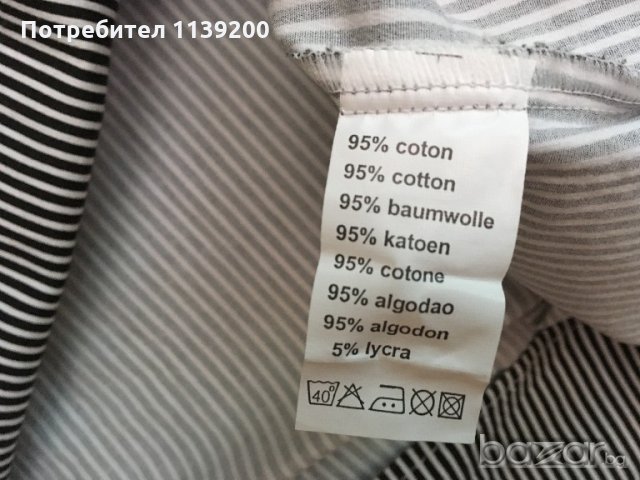 Потребител 1139200
95% coton
95% cotton
95% baumwolle
95% katoen
95% cotone
95% algodao
95% algodon
5% lycra
40°
bazar.bg